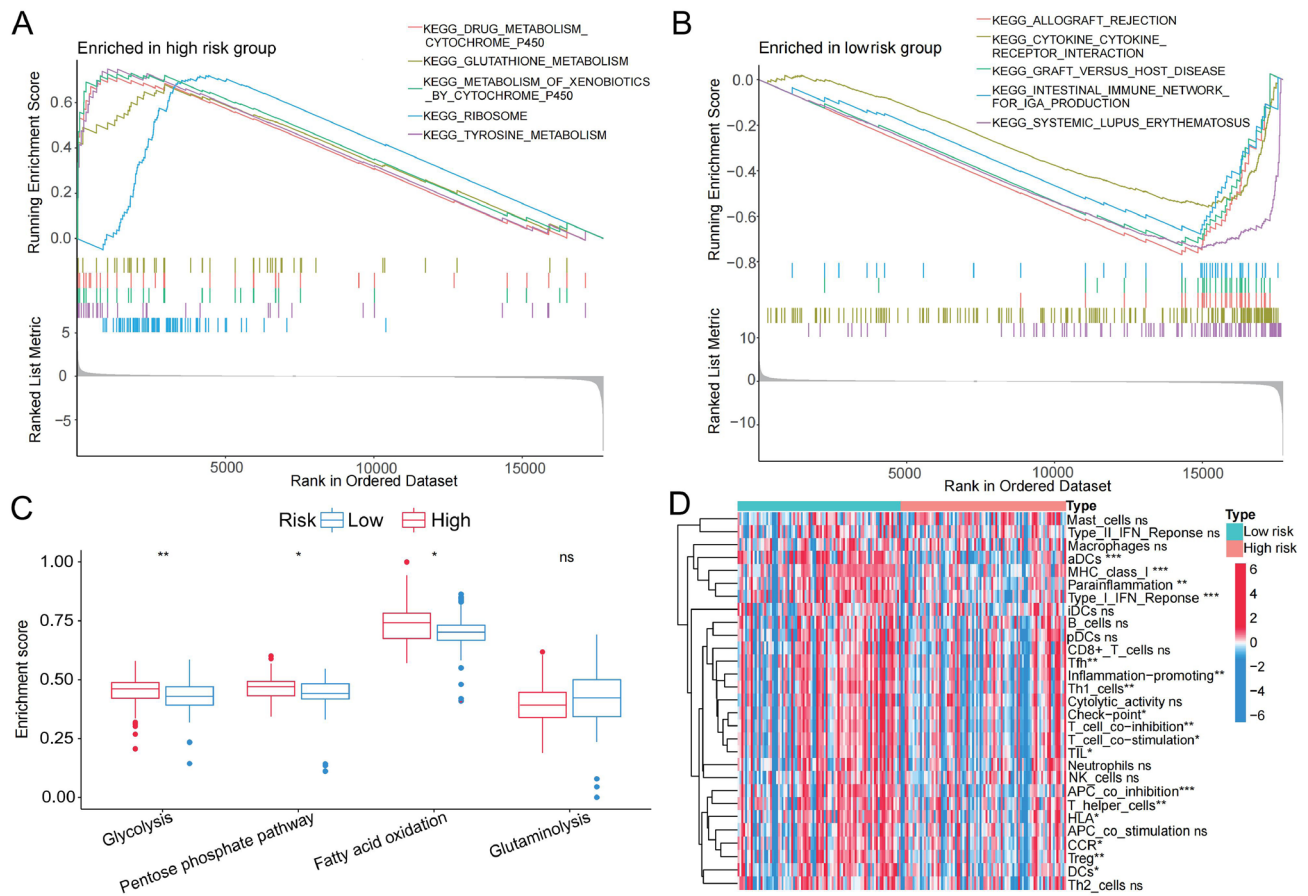 A
Enriched in high risk group
KEGG_DRUG_METABOLISM_
CYTOCHROME_P450
KEGG_GLUTATHIONE_METABOLISM
KEGG_METABOLISM_OF_XENOBIOTICS
_BY_CYTOCHROME_P450
KEGG_RIBOSOME
KEGG_TYROSINE_METABOLISM
Running Enrichment Score
0.6
0.4
0.2
0.0
Ranked List Metric
5
0
−5
5000
10000
15000
Rank in Ordered Dataset
B
Enriched in lowrisk group
KEGG_ALLOGRAFT_REJECTION
KEGG_CYTOKINE_CYTOKINE_
RECEPTOR_INTERACTION
KEGG_GRAFT_VERSUS_HOST_DISEASE
KEGG_INTESTINAL_IMMUNE_NETWORK_
FOR_IGA_PRODUCTION
KEGG_SYSTEMIC_LUPUS_ERYTHEMATOSUS
Running Enrichment Score
0.0
−0.2
−0.4
−0.6
−0.8
Ranked List Metric
10
0
−10
5000
10000
15000
Rank in Ordered Dataset
C
Risk Low High
Enrichment score
1.00
0.75
0.50
0.25
0.00
**
*
*
ns
Glycolysis
Pentose phosphate pathway
Fatty acid oxidation
Glutaminolysis
D
Type
Mast_cells ns
Type_II_IFN_Reponse ns
Macrophages ns
aDCs ***
MHC_class_I ***
Parainflammation **
Type_I_IFN_Reponse ***
iDCs ns
B_cells ns
pDCs ns
CD8+_T_cells ns
Tfh**
Inflammation−promoting**
Th1_cells**
Cytolytic_activity ns
Check−point*
T_cell_co−inhibition**
T_cell_co−stimulation*
TIL*
Neutrophils ns
NK_cells ns
APC_co_inhibition***
T_helper_cells**
HLA*
APC_co_stimulation ns
CCR*
Treg**
DCs*
Th2_cells ns
Type
Low risk
High risk
6
4
2
0
−2
−4
−6